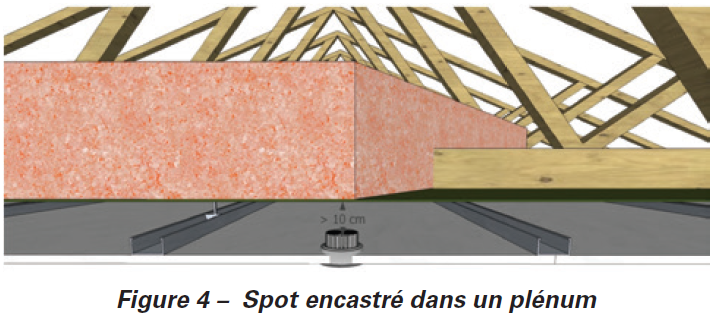 > 10 cm
Figure 4 – Spot encastré dans un plénum